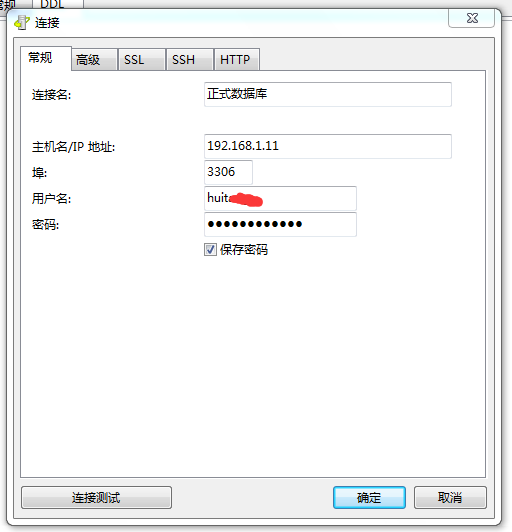 常规 DDL
连接
常规 高级 SSL SSH HTTP
连接名: 正式数据库
主机名/IP 地址: 192.168.1.11
埠: 3306
用户名:
密码: ●●●●●●●●●●●●
保存密码
连接测试 确定 取消